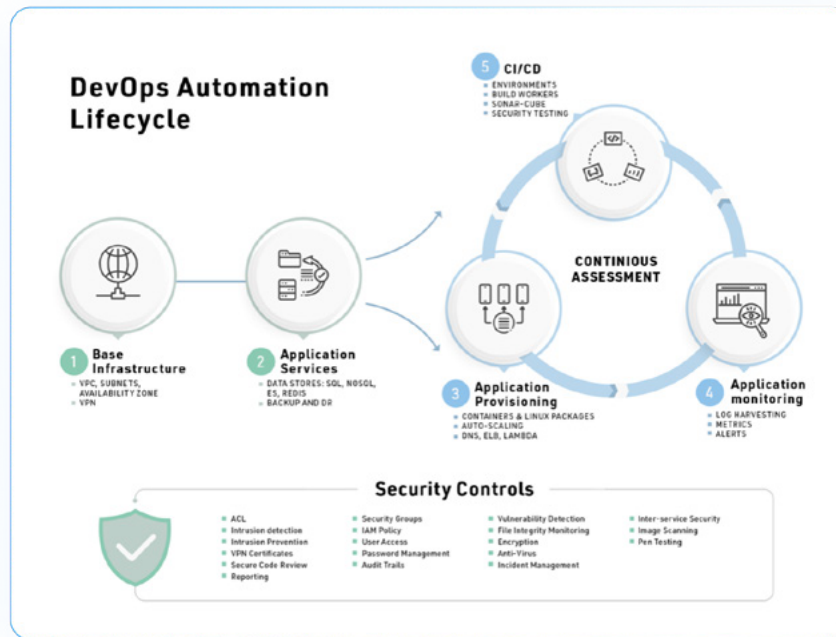 DevOps Automation
Lifecycle
1
Base
Infrastructure
VPC, SUBNETS,
AVAILABILITY ZONE
VPN
2
Application
Services
DATA STORES: SQL, NOSQL,
ES, REDIS
BACKUP AND DR
5
CI/CD
ENVIRONMENTS
BUILD WORKERS
SONAR-CUBE
SECURITY TESTING
CONTINIOUS
ASSESSMENT
3
Application
Provisioning
CONTAINERS & LINUX PACKAGES
AUTO-SCALING
DNS, ELB, LAMBDA
4
Application
monitoring
LOG HARVESTING
METRICS
ALERTS
Security Controls
ACL
Intrusion detection
Intrusion Prevention
VPN Certificates
Secure Code Review
Reporting
Security Groups
IAM Policy
User Access
Password Management
Audit Trails
Vulnerability Detection
File Integrity Monitoring
Encryption
Anti-Virus
Incident Management
Inter-service Security
Image Scanning
Pen Testing